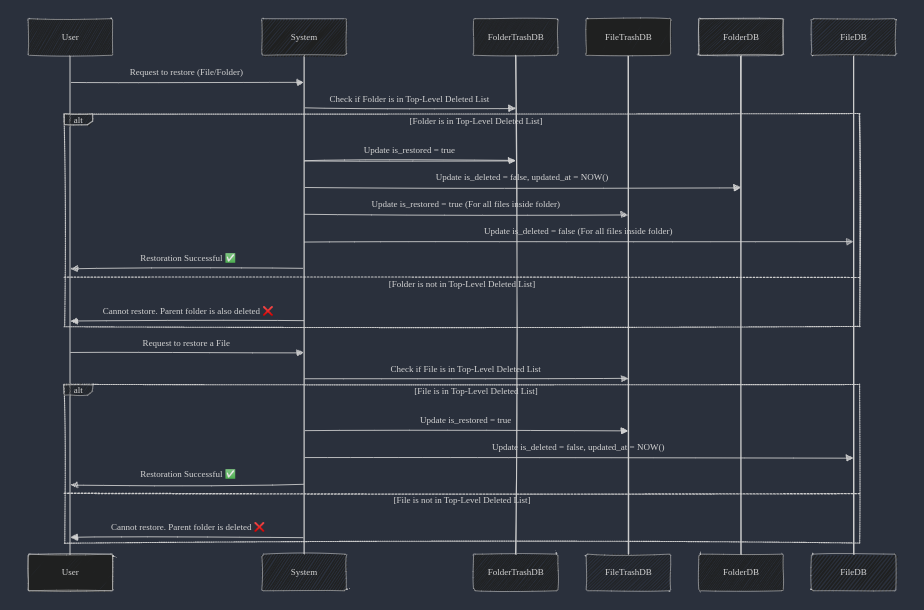 User
System
FolderTrashDB
FileTrashDB
FolderDB
FileDB
Request to restore (File/Folder)
Check if Folder is in Top-Level Deleted List
alt
[Folder is in Top-Level Deleted List]
Update is_restored = true
Update is_deleted = false, updated_at = NOW()
Update is_restored = true (For all files inside folder)
Update is_deleted = false (For all files inside folder)
Restoration Successful ✅
[Folder is not in Top-Level Deleted List]
Cannot restore. Parent folder is also deleted ❌
Request to restore a File
Check if File is in Top-Level Deleted List
alt
[File is in Top-Level Deleted List]
Update is_restored = true
Update is_deleted = false, updated_at = NOW()
Restoration Successful ✅
[File is not in Top-Level Deleted List]
Cannot restore. Parent folder is deleted ❌
User
System
FolderTrashDB
FileTrashDB
FolderDB
FileDB